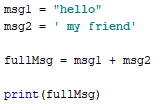 msg1 = "hello"
msg2 = ' my friend'
fullMsg = msg1 + msg2
print(fullMsg)